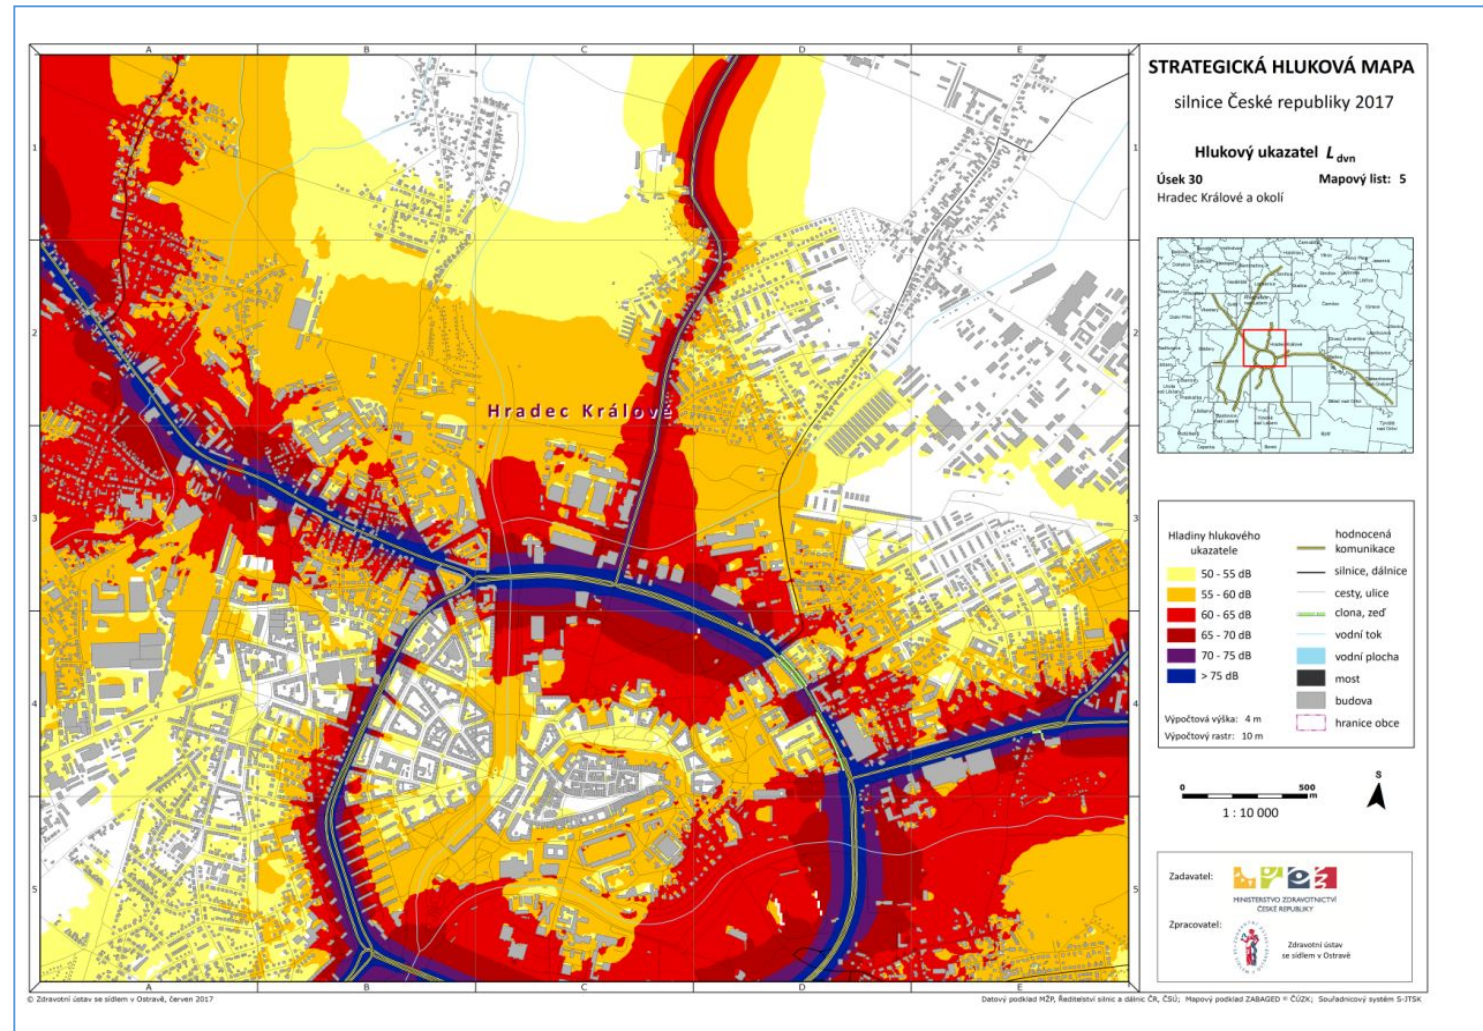 STRATEGICKÁ HLUKOVÁ MAPA
silnice České republiky 2017
Hlukový ukazatel L dvn
Úsek 30 Mapový list: 5
Hradec Králové a okolí
A B C D E
1 1
2 2
Hradec Králové
3 3
4 4
5 5
A B C D E
Hladiny hlukového
ukazatele
50 - 55 dB
55 - 60 dB
60 - 65 dB
65 - 70 dB
70 - 75 dB
> 75 dB
Výpočtová výška: 4 m
Výpočtový rastr: 10 m
hodnocená
komunikace
silnice, dálnice
cesty, ulice
clona, zeď
vodní tok
vodní plocha
most
budova
hranice obce
0 500
m
1 : 10 000
S
Zadavatel:
MINISTERSTVO ZDRAVOTNICTVÍ
ČESKÉ REPUBLIKY
Zpracovatel:
Zdravotní ústav
se sídlem v Ostravě
© Zdravotní ústav se sídlem v Ostravě, červen 2017
Datový podklad MŽP, Ředitelství silnic a dálnic ČR, ČSÚ; Mapový podklad ZABAGED ® ČÚZK; Souřadnicový systém S-JTSK